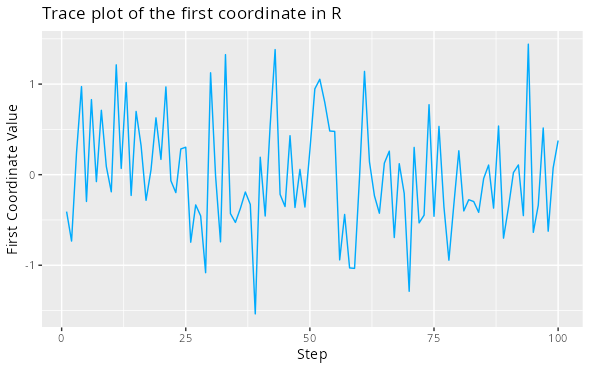 Trace plot of the first coordinate in R
First Coordinate Value
1
0
-1
0
25
50
75
100
Step